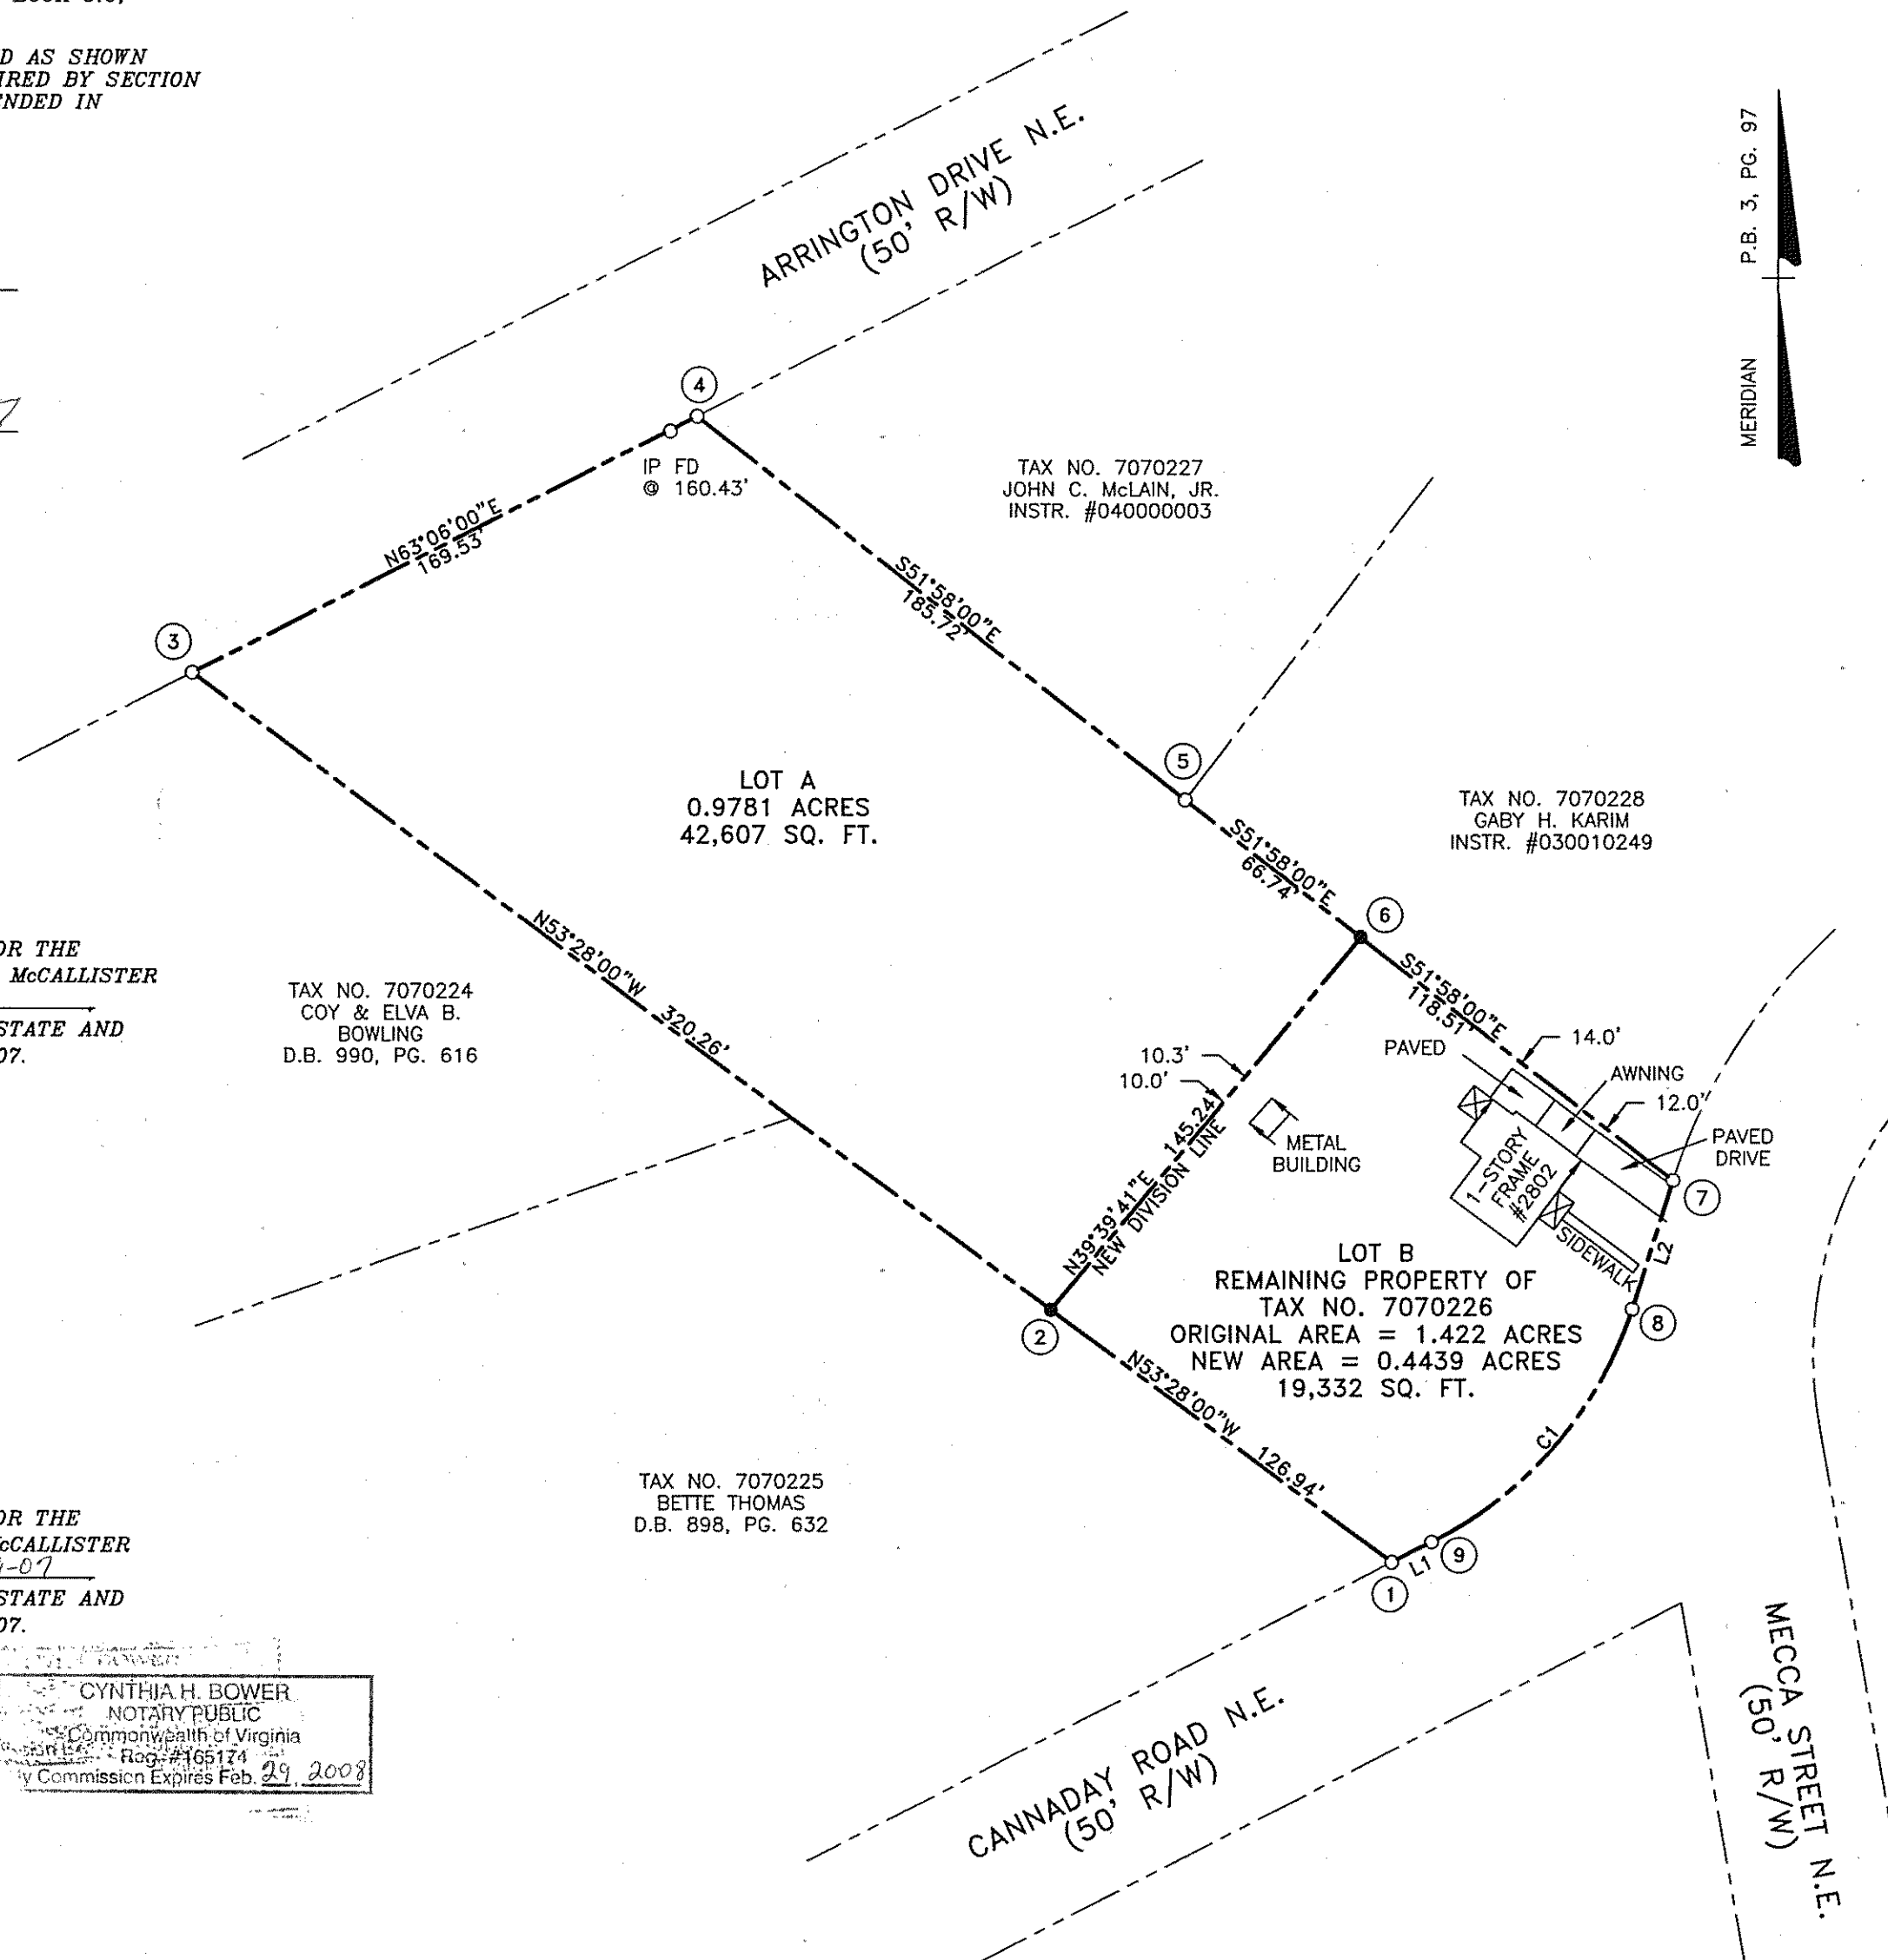 D AS SHOWN
IRED BY SECTION
ENDED IN
ARRINGTON DRIVE N.E.
(50' R/W)
P.B. 3, PG. 97
MERIDIAN
4
IP FD
@ 160.43'
TAX NO. 7070227
JOHN C. McLAIN, JR.
INSTR. #040000003
N63°06'00"E
169.53'
S51°58'00"E
185.72'
3
5
LOT A
0.9781 ACRES
42,607 SQ. FT.
TAX NO. 7070228
GABY H. KARIM
INSTR. #030010249
S51°58'00"E
66.74'
6
OR THE
McCALLISTER
STATE AND
07.
N53°28'00"W 320.26'
TAX NO. 7070224
COY & ELVA B.
BOWLING
D.B. 990, PG. 616
S51°58'00"E
118.51'
14.0'
PAVED
AWNING
12.0'
10.3'
10.0'
METAL
BUILDING
PAVED
DRIVE
1-STORY
FRAME
#2802
7
N39°39'41"E 145.24'
NEW DIVISION LINE
SIDEWALK
L2
LOT B
REMAINING PROPERTY OF
TAX NO. 7070226
ORIGINAL AREA = 1.422 ACRES
NEW AREA = 0.4439 ACRES
19,332 SQ. FT.
8
2
N53°28'00"W 126.94'
C1
TAX NO. 7070225
BETTE THOMAS
D.B. 898, PG. 632
9
L1
1
OR THE
McCALLISTER
-07
STATE AND
07.
CYNTHIA H. BOWER
NOTARY PUBLIC
Commonwealth of Virginia
Reg. #165174
y Commission Expires Feb. 29, 2008
CANNADAY ROAD N.E.
(50' R/W)
MECCA STREET N.E.
(50' R/W)